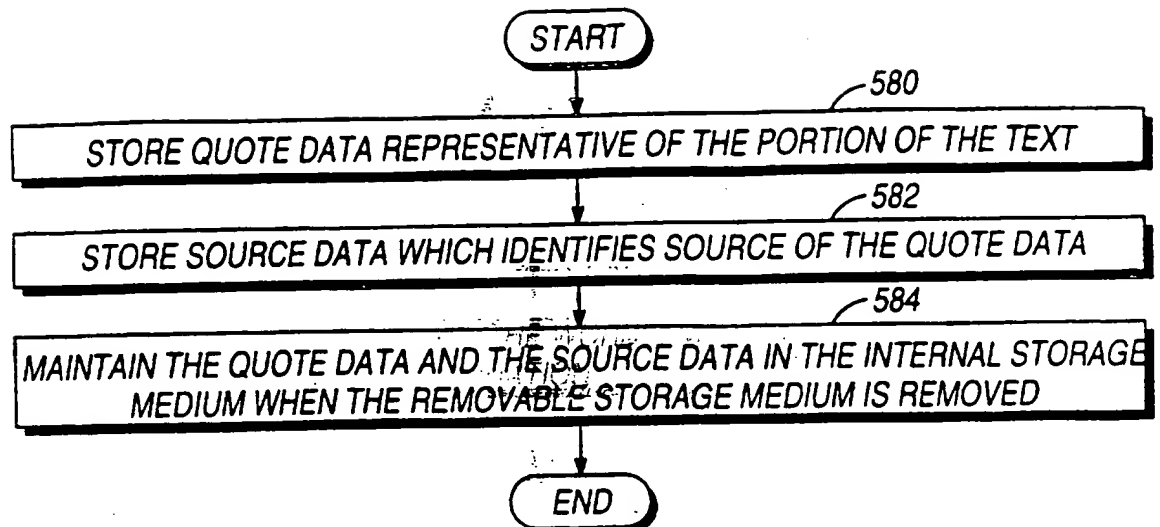 START
580
STORE QUOTE DATA REPRESENTATIVE OF THE PORTION OF THE TEXT
582
STORE SOURCE DATA WHICH IDENTIFIES SOURCE OF THE QUOTE DATA
584
MAINTAIN THE QUOTE DATA AND THE SOURCE DATA IN THE INTERNAL STORAGE
MEDIUM WHEN THE REMOVABLE STORAGE MEDIUM IS REMOVED
END